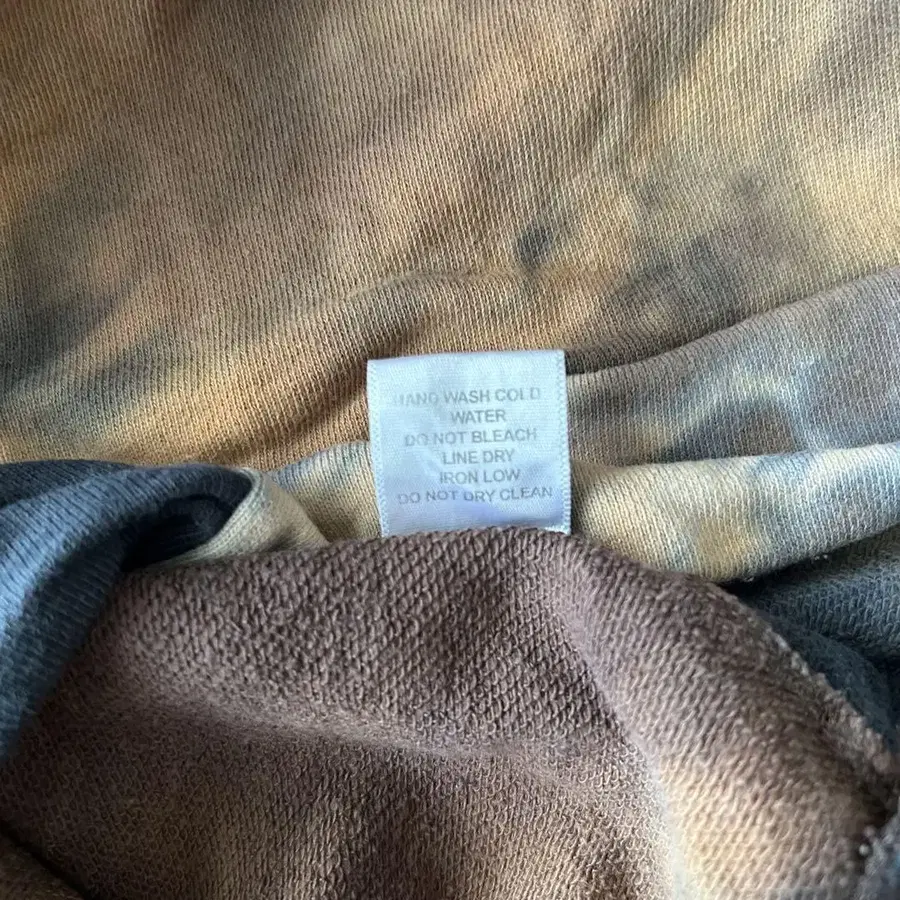 HAND WASH COLD
WATER
DO NOT BLEACH
LINE DRY
IRON LOW
DO NOT DRY CLEAN